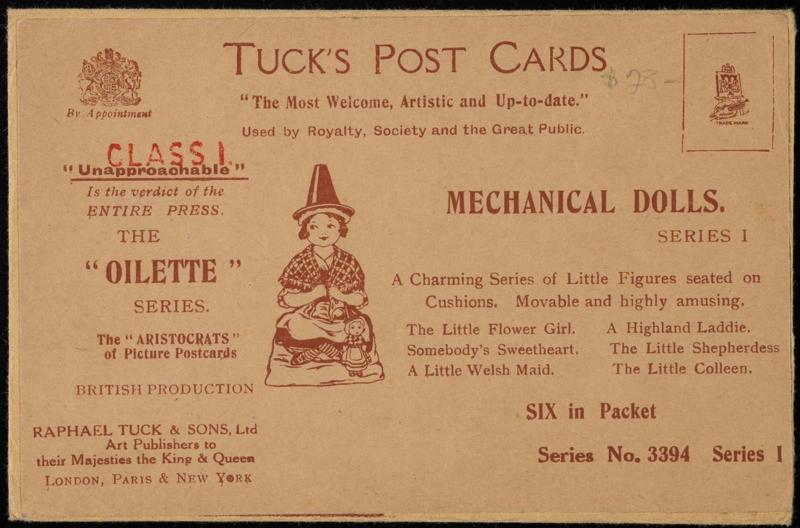 TUCK'S POST CARDS
$ 78-
By Appointment
"The Most Welcome, Artistic and Up-to-date."
Used by Royalty, Society and the Great Public.
TRADE MARK
CLASS I.
"Unapproachable"
Is the verdict of the
ENTIRE PRESS.
THE
"OILETTE"
SERIES.
The "ARISTOCRATS"
of Picture Postcards
BRITISH PRODUCTION
RAPHAEL TUCK & SONS, Ltd
Art Publishers to
their Majesties the King & Queen
LONDON, PARIS & NEW YORK
MECHANICAL DOLLS.
SERIES I
A Charming Series of Little Figures seated on
Cushions. Movable and highly amusing.
The Little Flower Girl. A Highland Laddie.
Somebody's Sweetheart. The Little Shepherdess
A Little Welsh Maid. The Little Colleen.
SIX in Packet
Series No. 3394 Series I